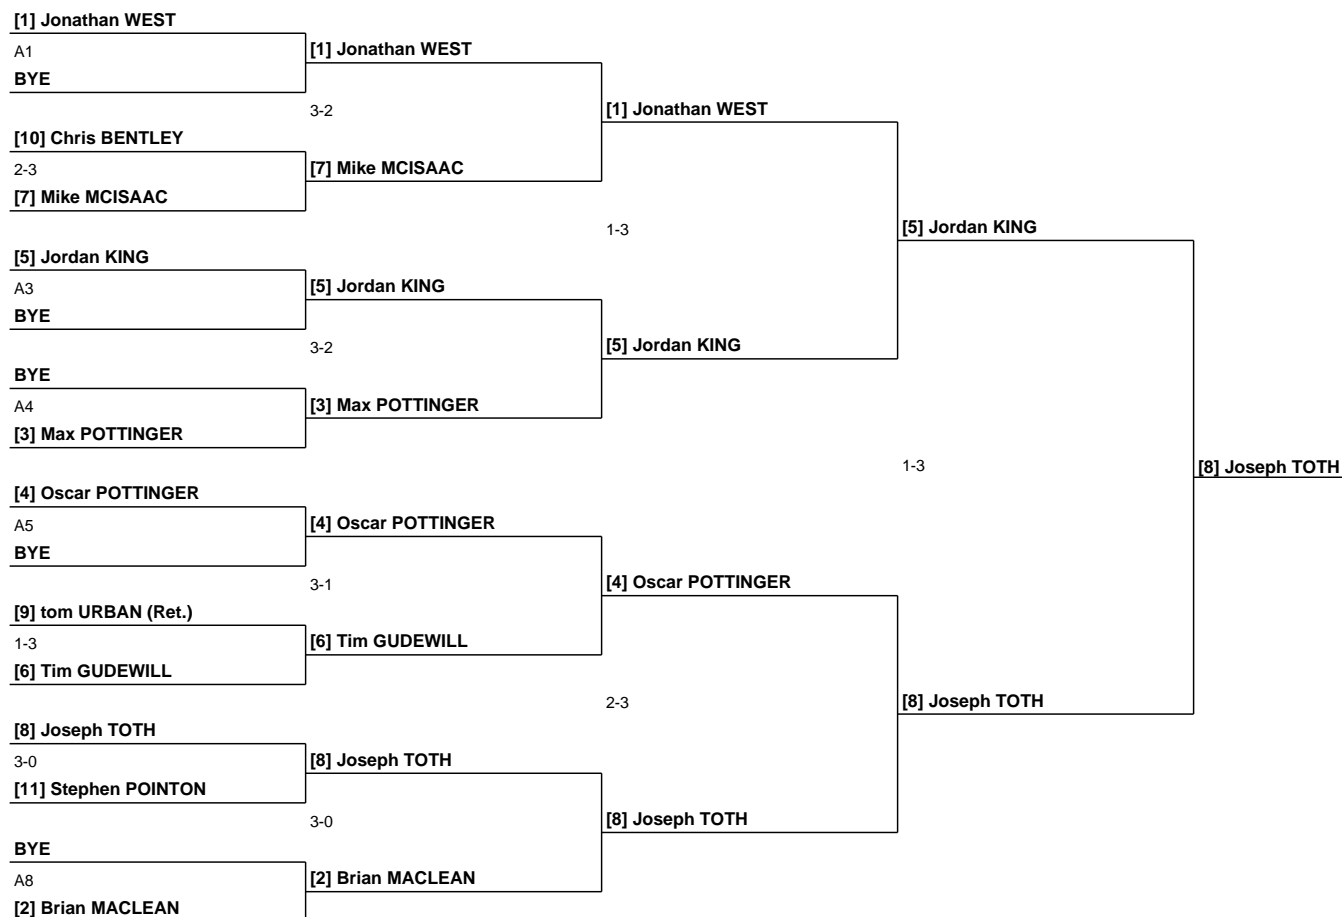 [1] Jonathan WEST
A1
BYE
[10] Chris BENTLEY
2-3
[7] Mike MCISAAC
[5] Jordan KING
A3
BYE
BYE
A4
[3] Max POTTINGER
[4] Oscar POTTINGER
A5
BYE
[9] tom URBAN (Ret.)
1-3
[6] Tim GUDEWILL
[8] Joseph TOTH
3-0
[11] Stephen POINTON
BYE
A8
[2] Brian MACLEAN
[1] Jonathan WEST
3-2
[7] Mike MCISAAC
[5] Jordan KING
3-2
[3] Max POTTINGER
[4] Oscar POTTINGER
3-1
[6] Tim GUDEWILL
[8] Joseph TOTH
3-0
[2] Brian MACLEAN
[1] Jonathan WEST
1-3
[5] Jordan KING
[4] Oscar POTTINGER
2-3
[8] Joseph TOTH
[5] Jordan KING
1-3
[8] Joseph TOTH
[8] Joseph TOTH